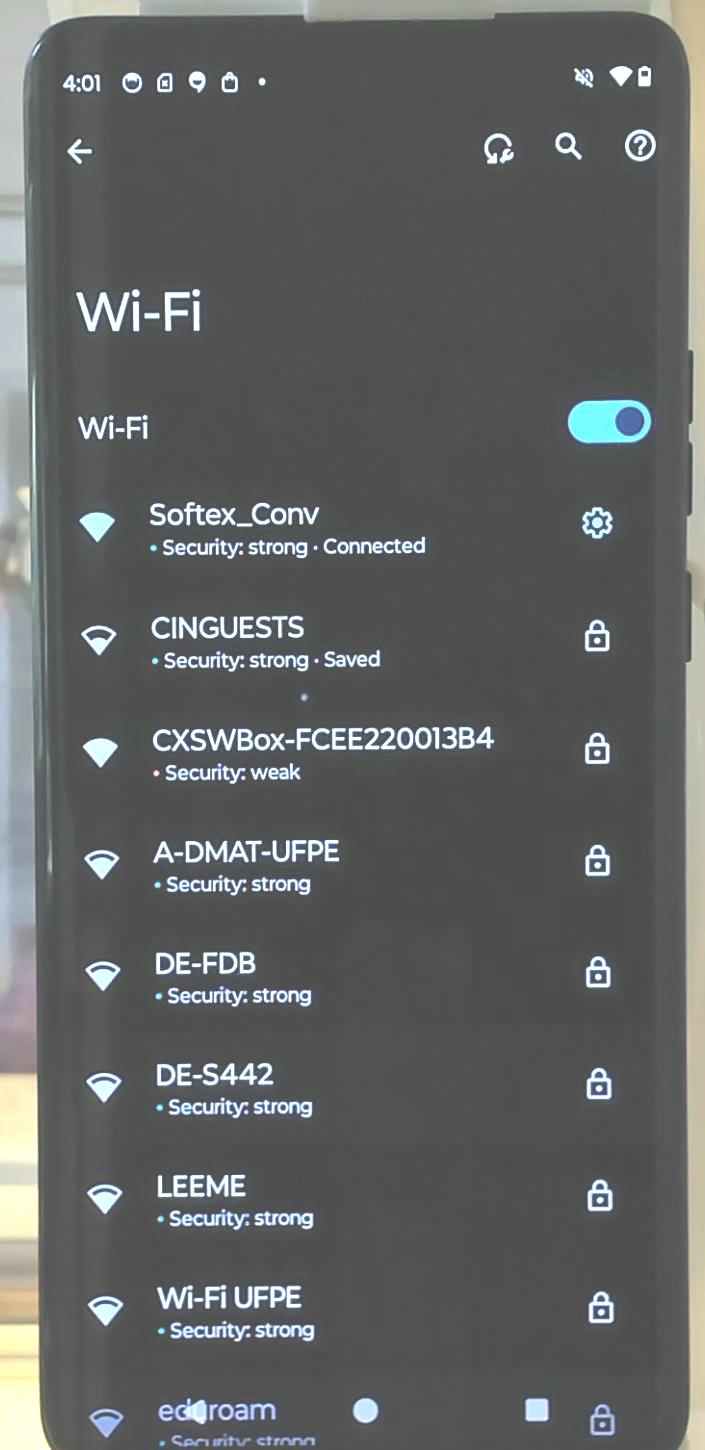 4:01
Wi-Fi
Wi-Fi
Softex_Conv
• Security: strong · Connected
CINGUESTS
• Security: strong · Saved
CXSWBox-FCEE220013B4
• Security: weak
A-DMAT-UFPE
• Security: strong
DE-FDB
• Security: strong
DE-S442
• Security: strong
LEEME
• Security: strong
Wi-Fi UFPE
• Security: strong
eduroam
• Security: strong